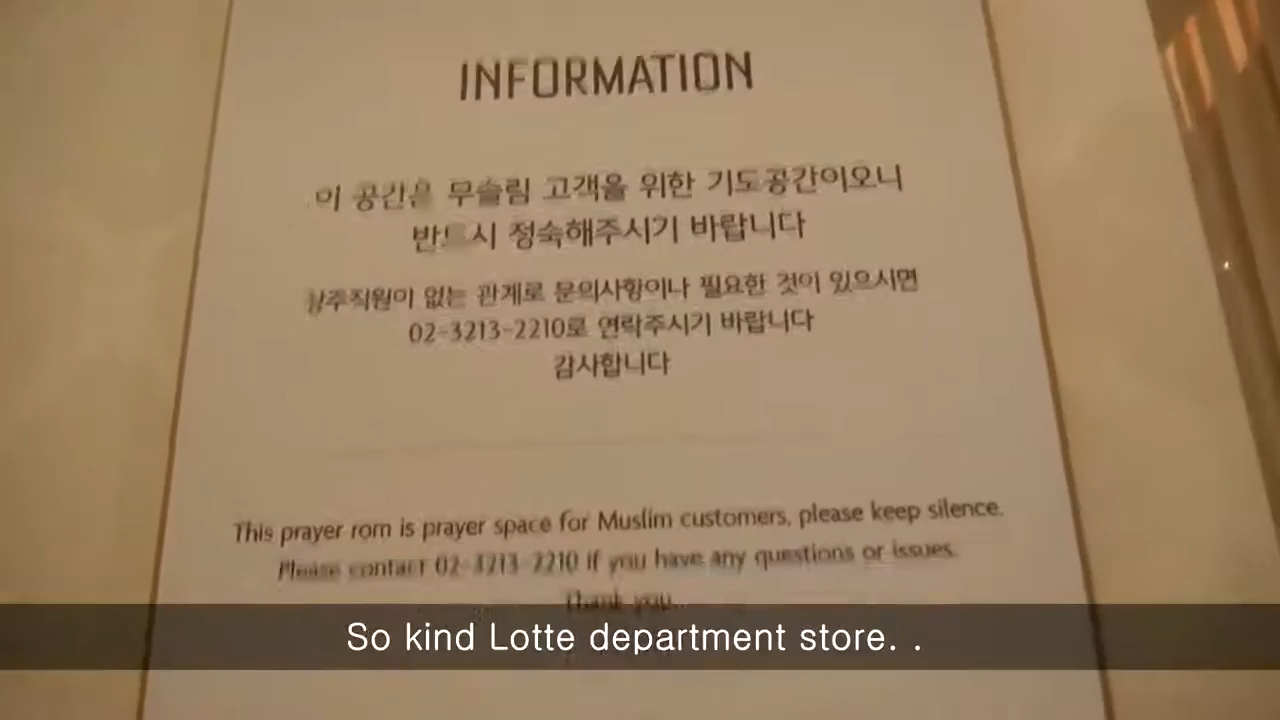 INFORMATION
이 공간은 무슬림 고객을 위한 기도공간이오니
반드시 정숙해주시기 바랍니다
상주직원이 없는 관계로 문의사항이나 필요한 것이 있으시면
02-3213-2210로 연락주시기 바랍니다
감사합니다
This prayer rom is prayer space for Muslim customers, please keep silence.
Please contact 02-3213-2210 if you have any questions or issues.
Thank you..
So kind Lotte department store. .